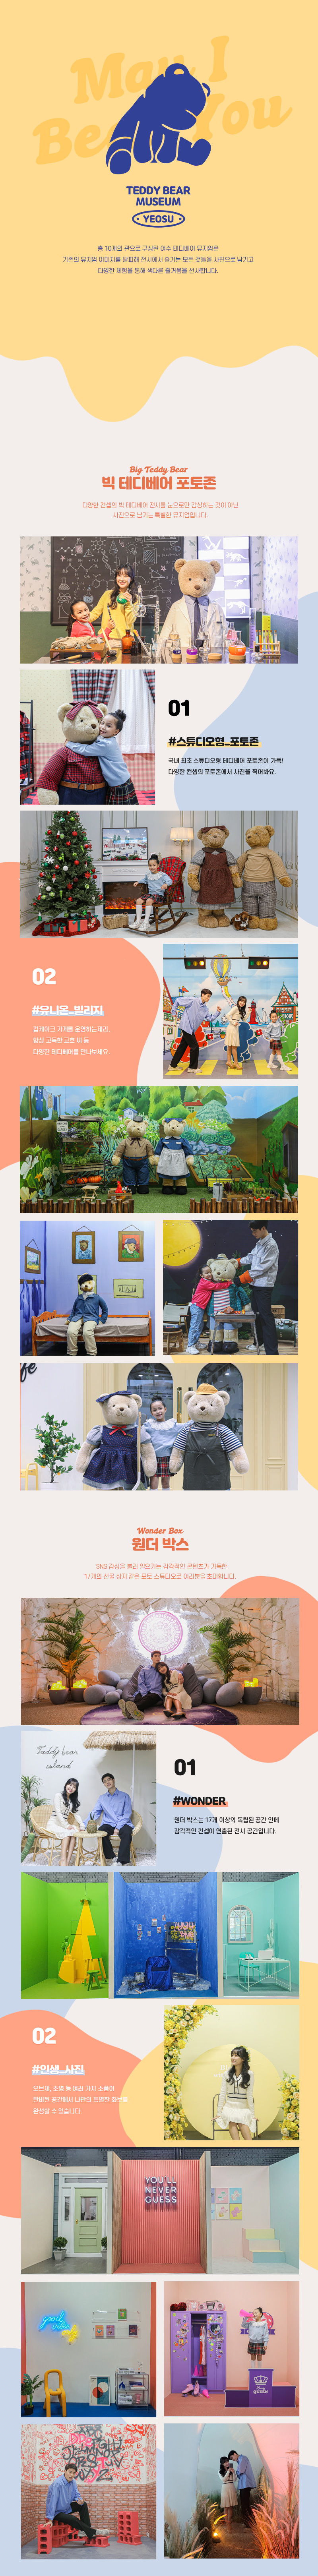 May I
Bear You
TEDDY BEAR
MUSEUM
YEOSU
총 10개의 관으로 구성된 여수 테디베어 뮤지엄은
기존의 뮤지엄 이미지를 탈피해 전시에서 즐기는 모든 것들을 사진으로 남기고
다양한 체험을 통해 색다른 즐거움을 선사합니다.
Big Teddy Bear
빅 테디베어 포토존
다양한 컨셉의 빅 테디베어 전시를 눈으로만 감상하는 것이 아닌
사진으로 남기는 특별한 뮤지엄입니다.
01
#스튜디오형_포토존
국내 최초 스튜디오형 테디베어 포토존이 가득!
다양한 컨셉의 포토존에서 사진을 찍어봐요.
02
#유니온_빌리지
컵케이크 가게를 운영하는
항상 고독한 고흐 씨 등
다양한 테디베어를 만나보세요.
Wonder Box
원더 박스
SNS 감성을 불러 일으키는 감각적인 콘텐츠가 가득한
17개의 선물 상자같은 포토 스튜디오로 여러분을 초대합니다.
Teddy bear
island
01
#WONDER
원더 박스는 17개 이상의 독립된 공간 안에
감각적인 컨셉이 연출된 전시 공간입니다.
02
#인생_사진
오브제, 조명 등 여러 가지 소품이
완비된 공간에서 나만의 특별한
완성할 수 있습니다.
YOU'LL
NEVER
GUESS
good